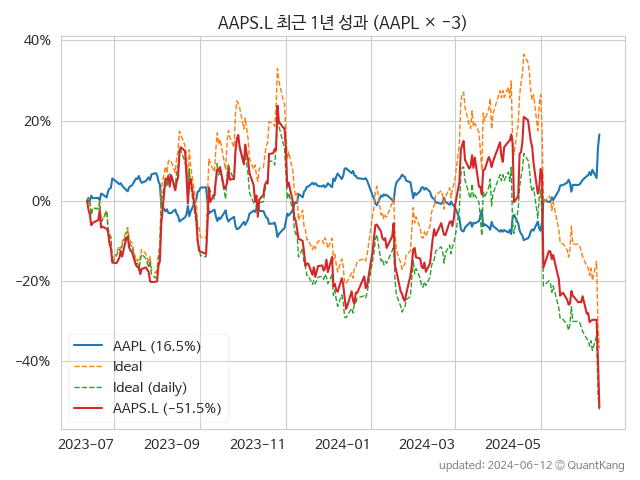 AAPS.L 최근 1년 성과 (AAPL × −3)
40%
20%
0%
−20%
−40%
AAPL (16.5%)
Ideal
Ideal (daily)
AAPS.L (−51.5%)
2023-07 2023-09 2023-11 2024-01 2024-03 2024-05
updated: 2024-06-12 © QuantKang